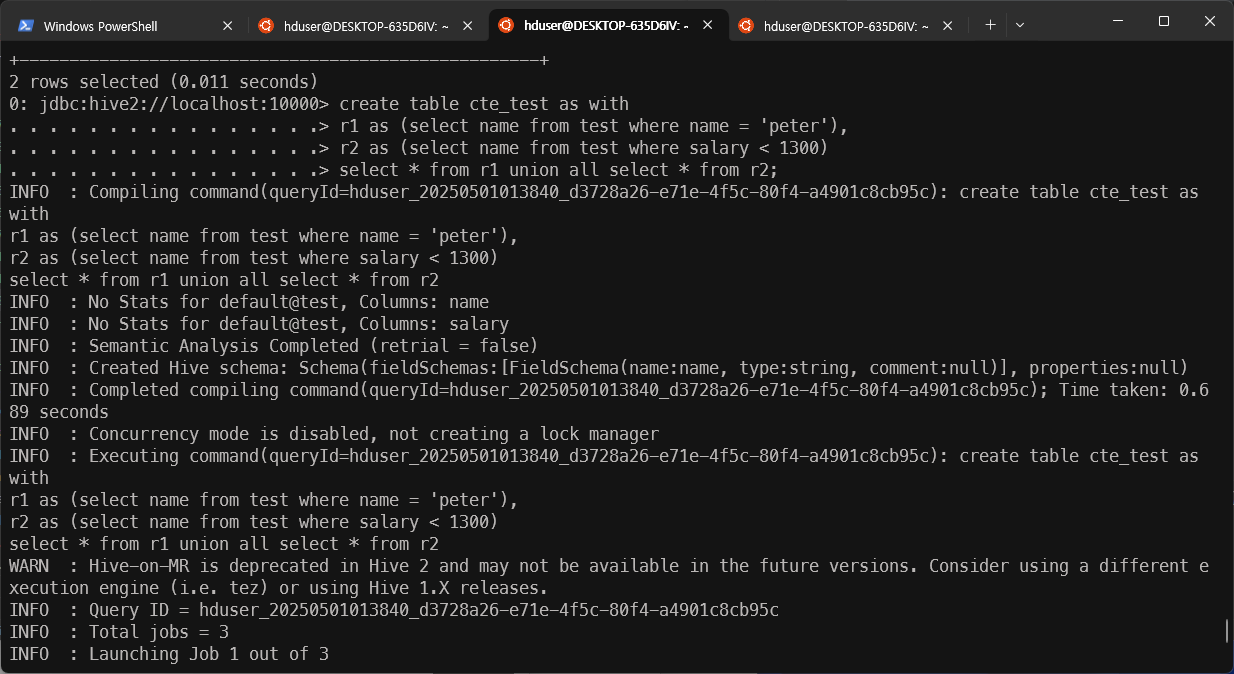 Windows PowerShell
hduser@DESKTOP-635D6IV: ~
hduser@DESKTOP-635D6IV: ~
hduser@DESKTOP-635D6IV: ~
+----------------------------------------------------+
2 rows selected (0.011 seconds)
0: jdbc:hive2://localhost:10000> create table cte_test as with
. . . . . . . . . . . . . . . .> r1 as (select name from test where name = 'peter'),
. . . . . . . . . . . . . . . .> r2 as (select name from test where salary < 1300)
. . . . . . . . . . . . . . . .> select * from r1 union all select * from r2;
INFO  : Compiling command(queryId=hduser_20250501013840_d3728a26-e71e-4f5c-80f4-a4901c8cb95c): create table cte_test as
with
r1 as (select name from test where name = 'peter'),
r2 as (select name from test where salary < 1300)
select * from r1 union all select * from r2
INFO  : No Stats for default@test, Columns: name
INFO  : No Stats for default@test, Columns: salary
INFO  : Semantic Analysis Completed (retrial = false)
INFO  : Created Hive schema: Schema(fieldSchemas:[FieldSchema(name:name, type:string, comment:null)], properties:null)
INFO  : Completed compiling command(queryId=hduser_20250501013840_d3728a26-e71e-4f5c-80f4-a4901c8cb95c); Time taken: 0.6
89 seconds
INFO  : Concurrency mode is disabled, not creating a lock manager
INFO  : Executing command(queryId=hduser_20250501013840_d3728a26-e71e-4f5c-80f4-a4901c8cb95c): create table cte_test as
with
r1 as (select name from test where name = 'peter'),
r2 as (select name from test where salary < 1300)
select * from r1 union all select * from r2
WARN  : Hive-on-MR is deprecated in Hive 2 and may not be available in the future versions. Consider using a different e
xecution engine (i.e. tez) or using Hive 1.X releases.
INFO  : Query ID = hduser_20250501013840_d3728a26-e71e-4f5c-80f4-a4901c8cb95c
INFO  : Total jobs = 3
INFO  : Launching Job 1 out of 3